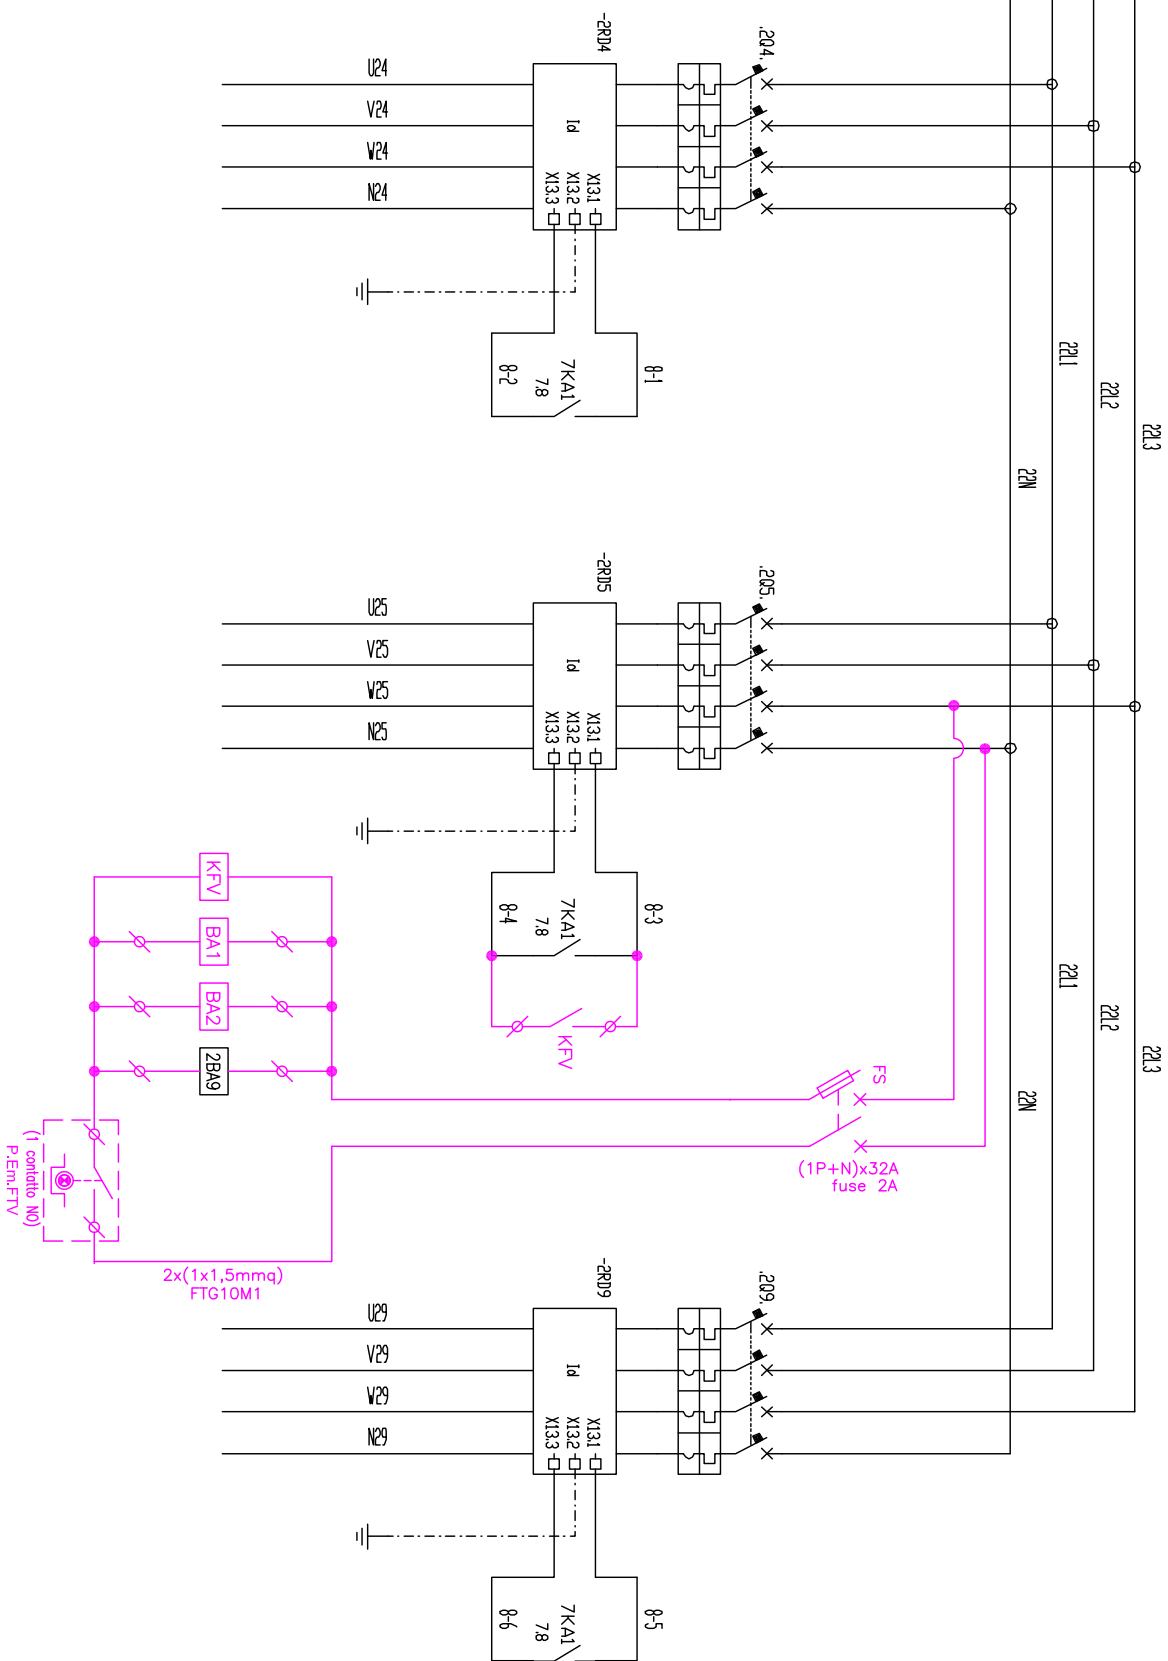 22L3
22L2
22L1
22N
22L3
22L2
22L1
22N
.2Q4.
-2RD4
Id
X13.1
X13.2
X13.3
U24
V24
W24
N24
8-1
7KA1
7.8
8-2
.2Q5.
-2RD5
Id
X13.1
X13.2
X13.3
U25
V25
W25
N25
8-3
7KA1
7.8
8-4
KFV
KFV
BA1
BA2
2BA9
FS
(1P+N)x32A
fuse 2A
(1 contatto NO)
P.Em.FTV
2x(1x1,5mmq)
FTG10M1
.2Q9.
-2RD9
Id
X13.1
X13.2
X13.3
U29
V29
W29
N29
8-5
7KA1
7.8
8-6